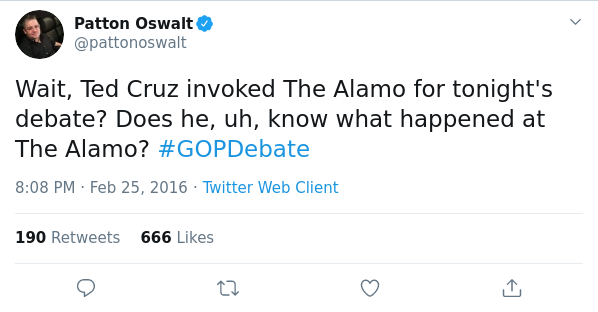 Patton Oswalt
@pattonoswalt
Wait, Ted Cruz invoked The Alamo for tonight's
debate? Does he, uh, know what happened at
The Alamo? #GOPDebate
8:08 PM · Feb 25, 2016 · Twitter Web Client
190 Retweets 666 Likes